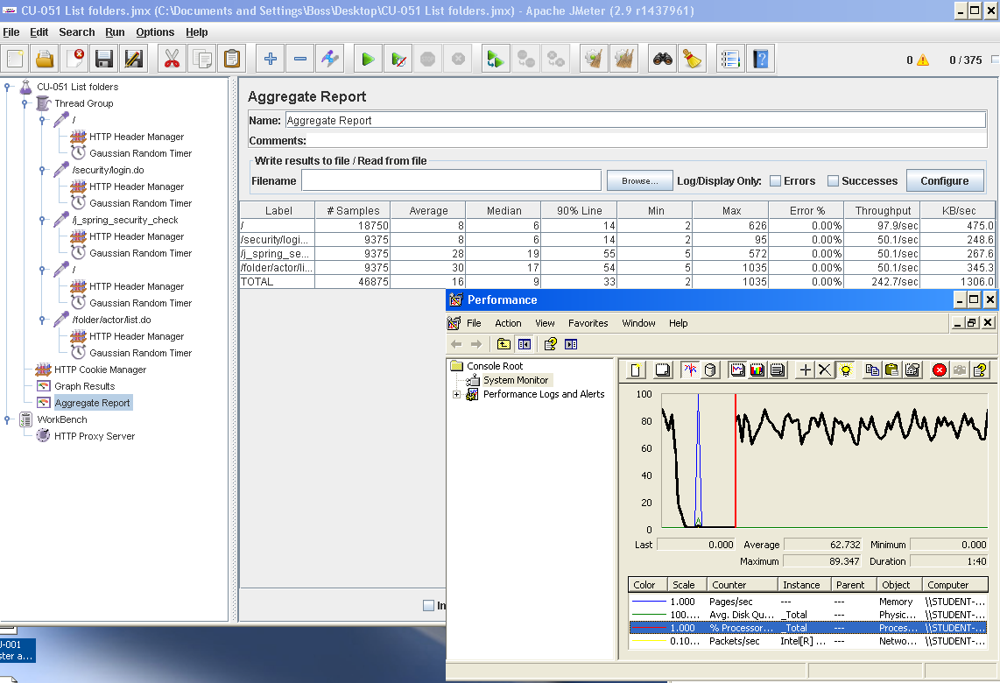 CU-051 List folders.jmx (C:\Documents and Settings\Boss\Desktop\CU-051 List folders.jmx) - Apache JMeter (2.9 r1437961)
File Edit Search Run Options Help
0 0 / 375
CU-051 List folders
Thread Group
/
HTTP Header Manager
Gaussian Random Timer
/security/login.do
HTTP Header Manager
Gaussian Random Timer
/j_spring_security_check
HTTP Header Manager
Gaussian Random Timer
/
HTTP Header Manager
Gaussian Random Timer
/folder/actor/list.do
HTTP Header Manager
Gaussian Random Timer
HTTP Cookie Manager
Graph Results
Aggregate Report
WorkBench
HTTP Proxy Server
Aggregate Report
Name: Aggregate Report
Comments:
Write results to file / Read from file
Filename Browse... Log/Display Only: Errors Successes Configure
Label # Samples Average Median 90% Line Min Max Error % Throughput KB/sec
/ 18750 8 6 14 2 626 0.00% 97.9/sec 475.0
/security/logi... 9375 8 6 14 2 95 0.00% 50.1/sec 248.6
/j_spring_se... 9375 28 19 55 5 572 0.00% 50.1/sec 267.6
/folder/actor/li... 9375 30 17 54 5 1035 0.00% 50.1/sec 345.3
TOTAL 46875 16 9 33 2 1035 0.00% 242.7/sec 1306.0
Performance
File Action View Favorites Window Help
Console Root
System Monitor
Performance Logs and Alerts
100
80
60
40
20
0
Last 0.000 Average 62.732 Minimum 0.000
Maximum 89.347 Duration 1:40
Color Scale Counter Instance Parent Object Computer
1.000 Pages/sec --- --- Memory \\STUDENT-...
100.... Avg. Disk Qu... _Total --- Physic... \\STUDENT-...
1.000 % Processor... _Total --- Proces... \\STUDENT-...
0.10... Packets/sec Intel[R] ... --- Netwo... \\STUDENT-...
In
U-001
ster a...